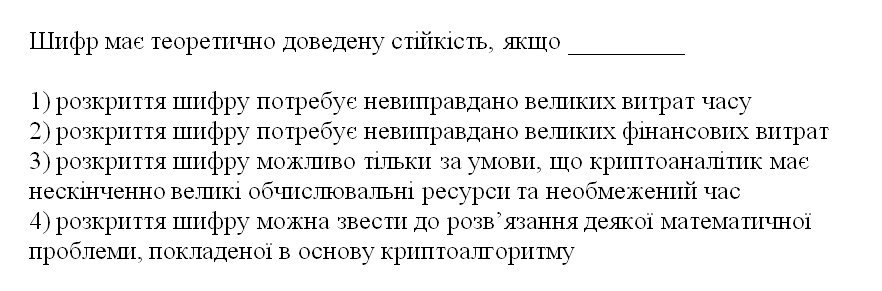 Шифр має теоретично доведену стійкість, якщо _________
1) розкриття шифру потребує невиправдано великих витрат часу
2) розкриття шифру потребує невиправдано великих фінансових витрат
3) розкриття шифру можливо тільки за умови, що криптоаналітик має
нескінченно великі обчислювальні ресурси та необмежений час
4) розкриття шифру можна звести до розв’язання деякої математичної
проблеми, покладеної в основу криптоалгоритму